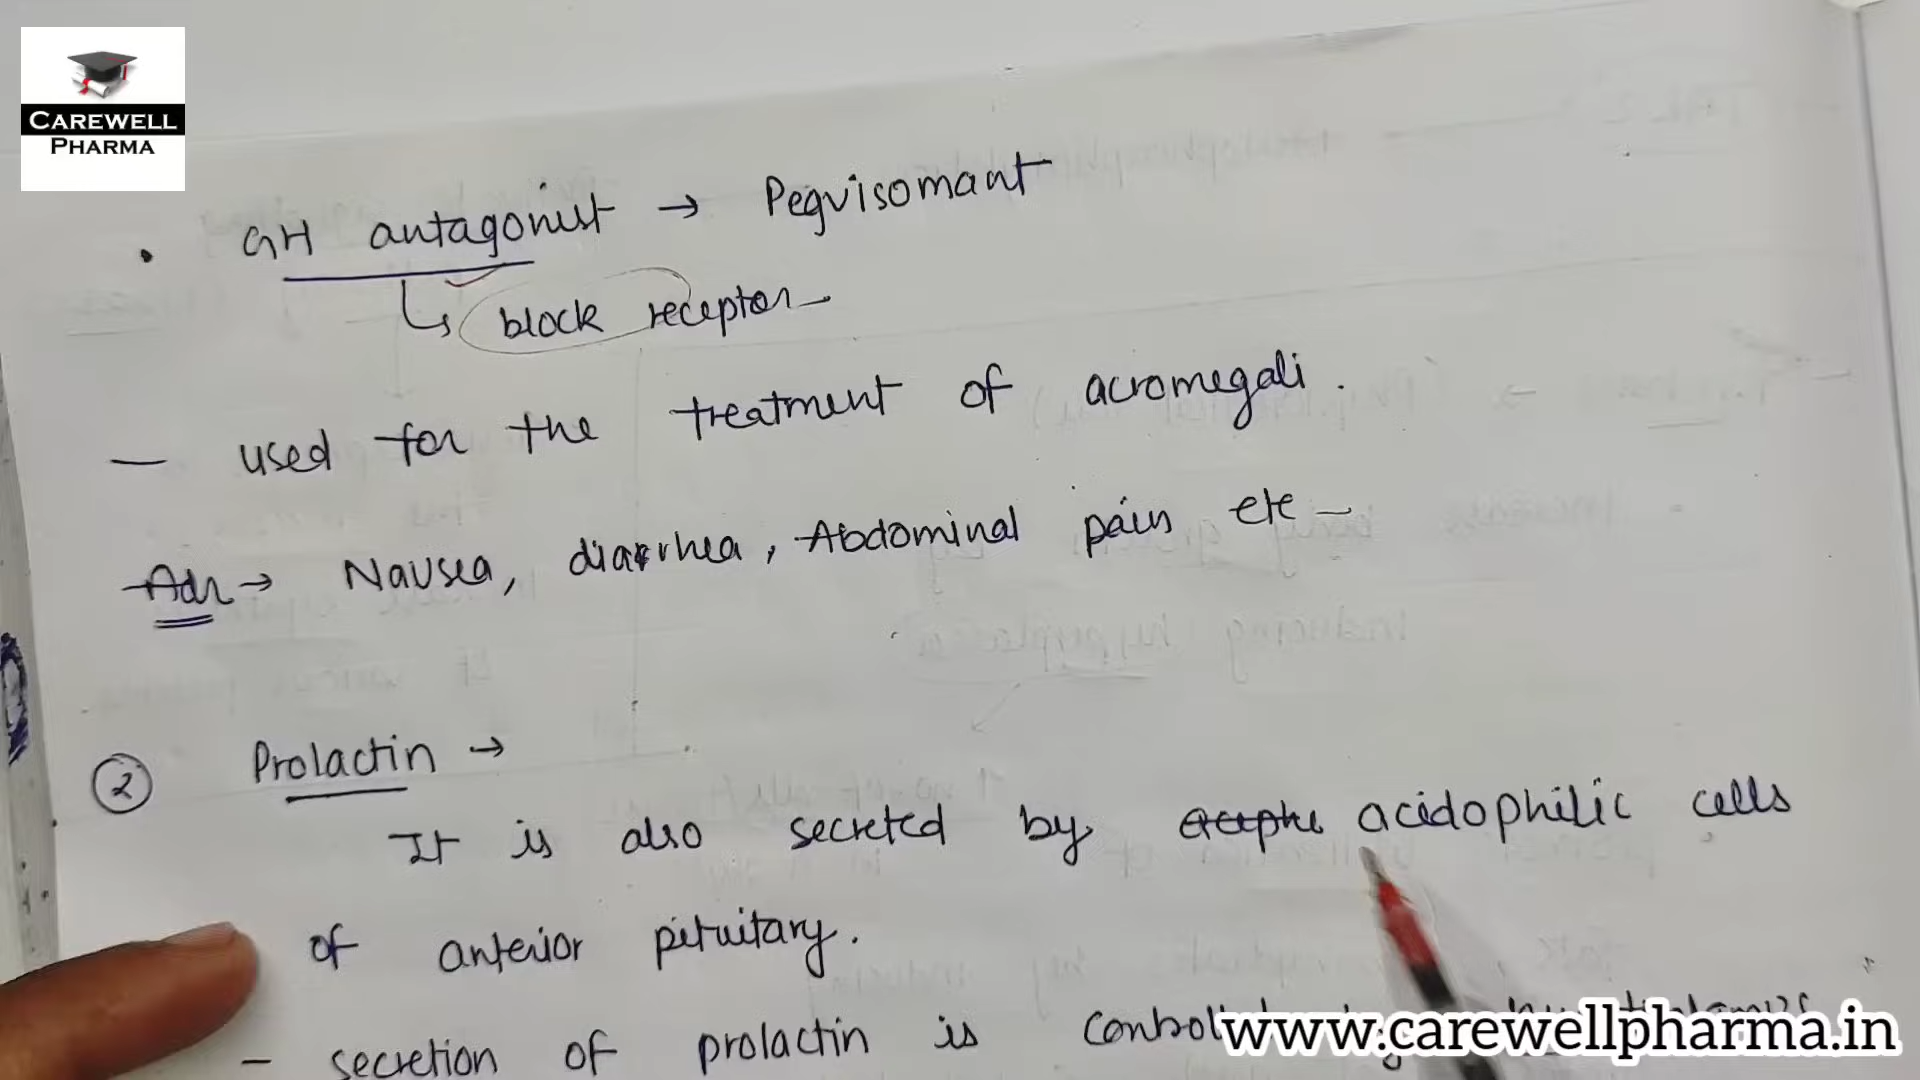 CAREWELL
PHARMA
• GH antagonist → Pegvisomant
↳ block receptor
— used for the treatment of acromegali.
Adr → Nausea, diarrhea, Abdominal pain etc —
② Prolactin →
It is also secreted by acidophilic cells
of anterior pituitary.
- secretion of prolactin is
www.carewellpharma.in